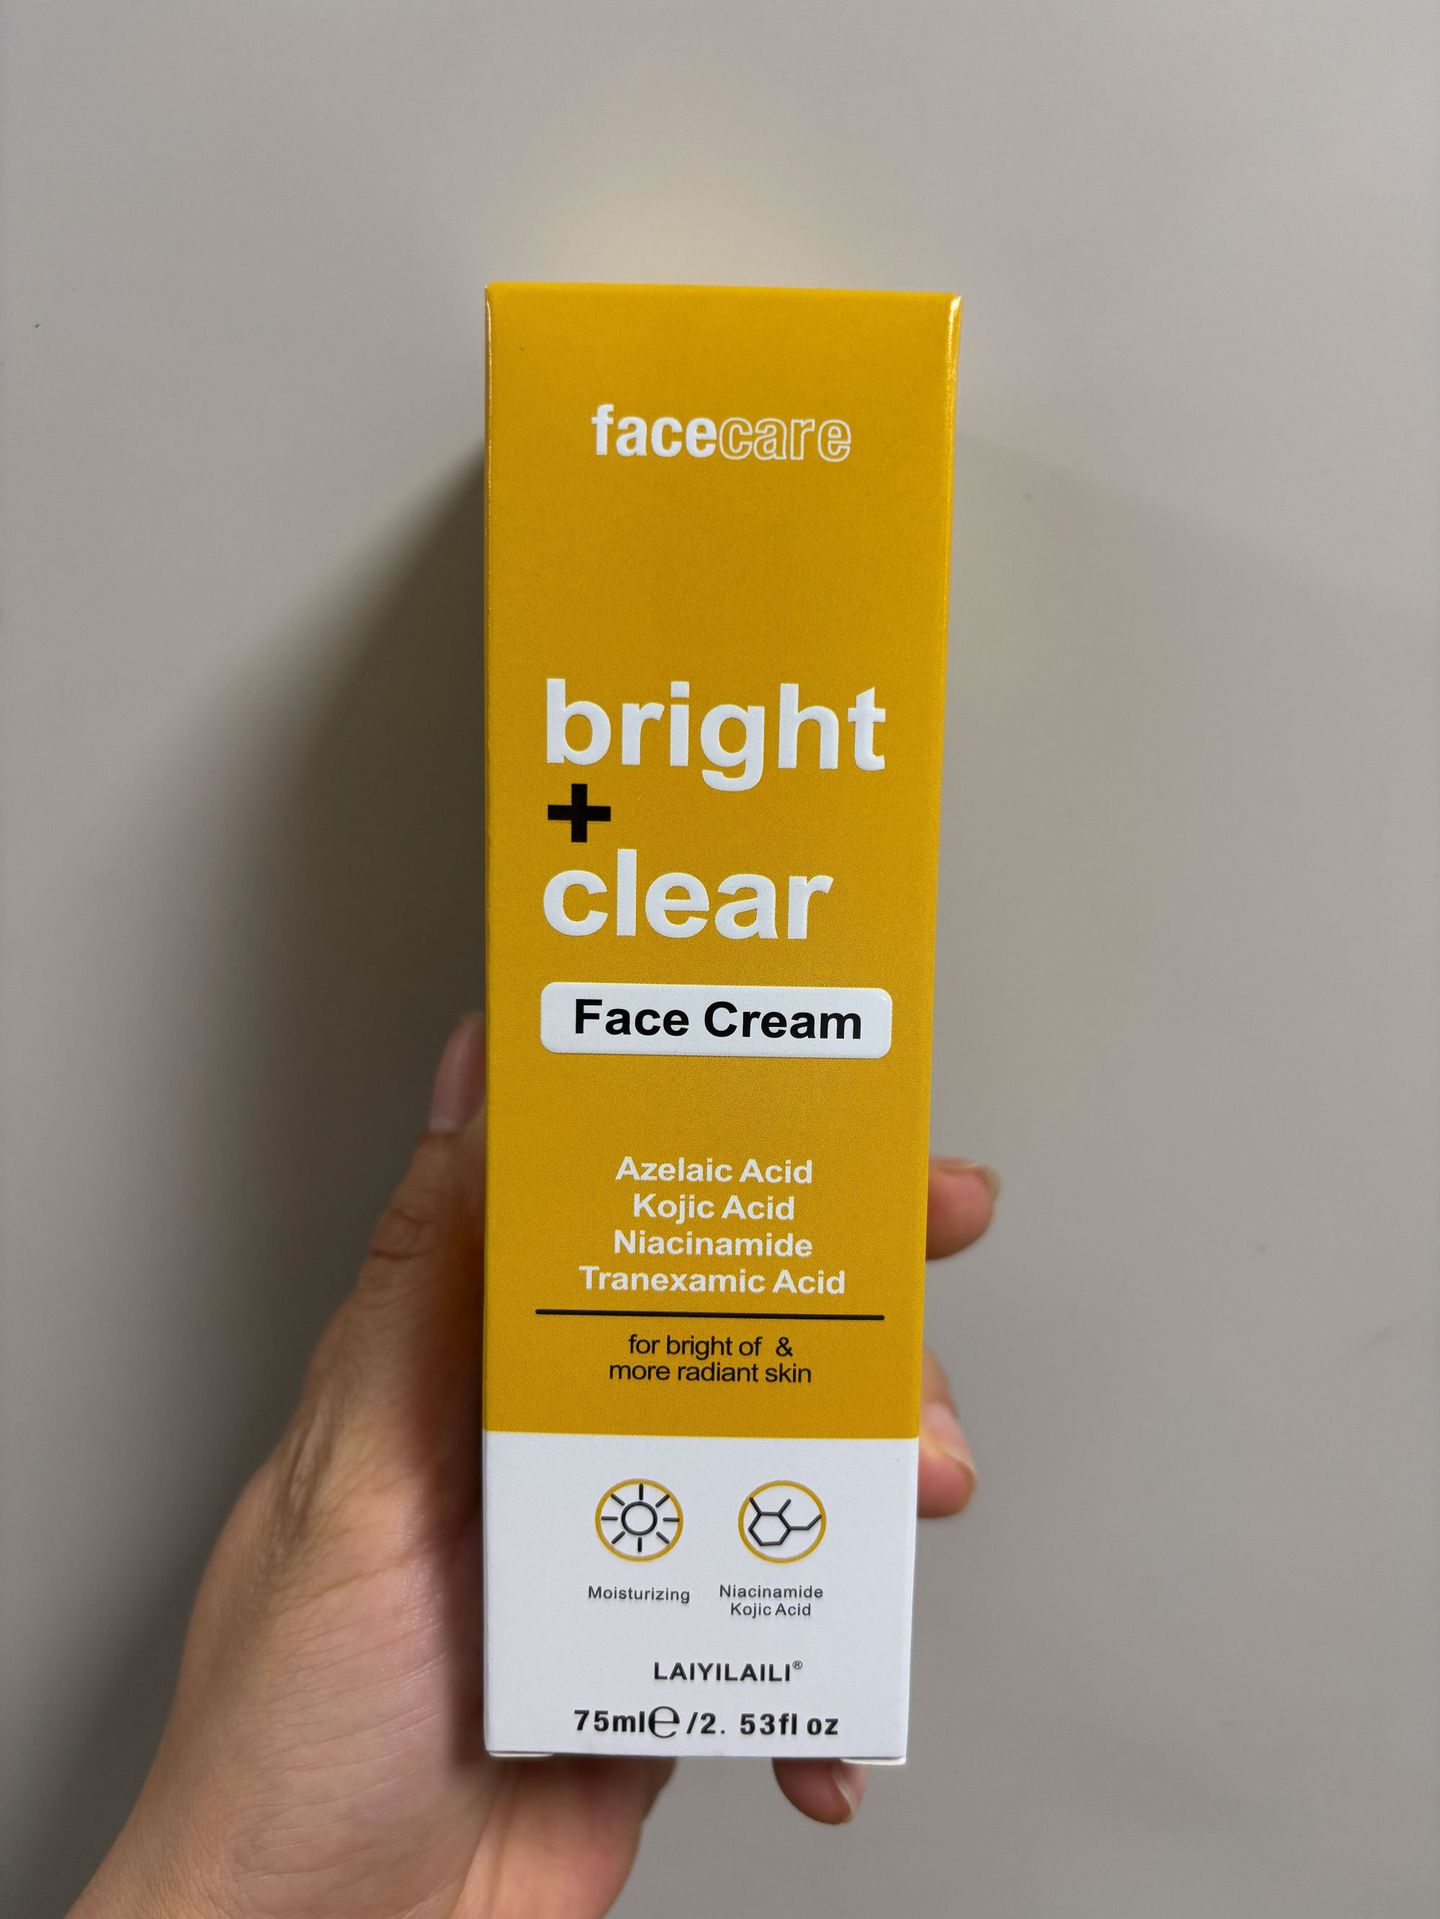 facecare
bright
+
clear
Face Cream
Azelaic Acid
Kojic Acid
Niacinamide
Tranexamic Acid
for bright of &
more radiant skin
Moisturizing
Niacinamide
Kojic Acid
LAIYILAILI®
75ml℮/2. 53fl oz